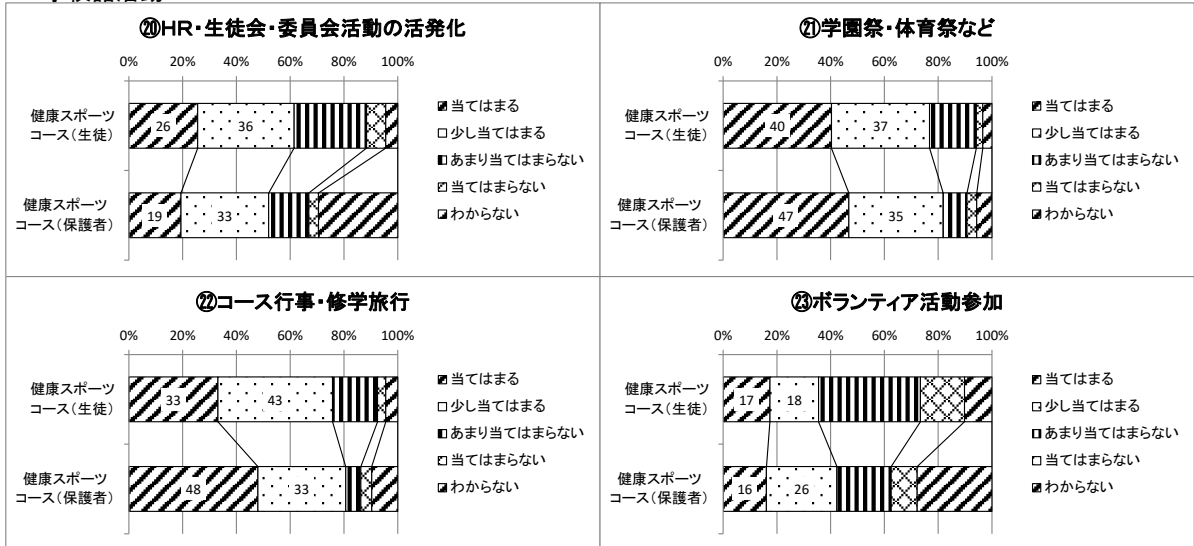 ⑳HR・生徒会・委員会活動の活発化
0% 20% 40% 60% 80% 100%
健康スポーツ
コース(生徒)
26 36
健康スポーツ
コース(保護者)
19 33
当てはまる
少し当てはまる
あまり当てはまらない
当てはまらない
わからない
㉑学園祭・体育祭など
0% 20% 40% 60% 80% 100%
健康スポーツ
コース(生徒)
40 37
健康スポーツ
コース(保護者)
47 35
当てはまる
少し当てはまる
あまり当てはまらない
当てはまらない
わからない
㉒コース行事・修学旅行
0% 20% 40% 60% 80% 100%
健康スポーツ
コース(生徒)
33 43
健康スポーツ
コース(保護者)
48 33
当てはまる
少し当てはまる
あまり当てはまらない
当てはまらない
わからない
㉓ボランティア活動参加
0% 20% 40% 60% 80% 100%
健康スポーツ
コース(生徒)
17 18
健康スポーツ
コース(保護者)
16 26
当てはまる
少し当てはまる
あまり当てはまらない
当てはまらない
わからない